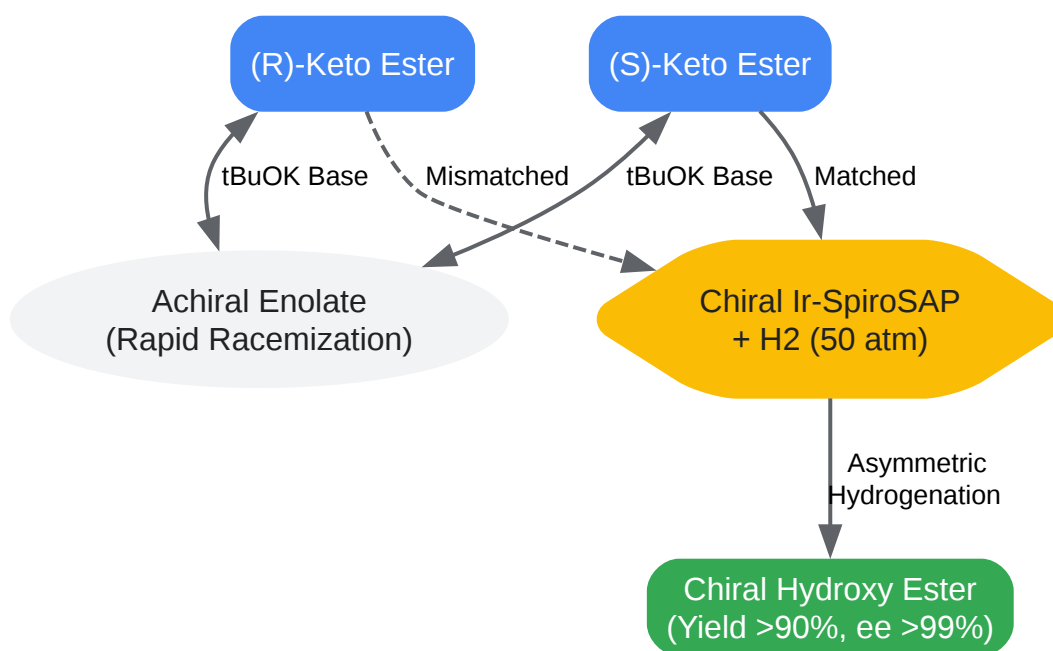 (R)-Keto Ester
(S)-Keto Ester
tBuOK Base
Mismatched
tBuOK Base
Matched
Achiral Enolate
(Rapid Racemization)
Chiral Ir-SpiroSAP
+ H2 (50 atm)
Asymmetric
Hydrogenation
Chiral Hydroxy Ester
(Yield >90%, ee >99%)